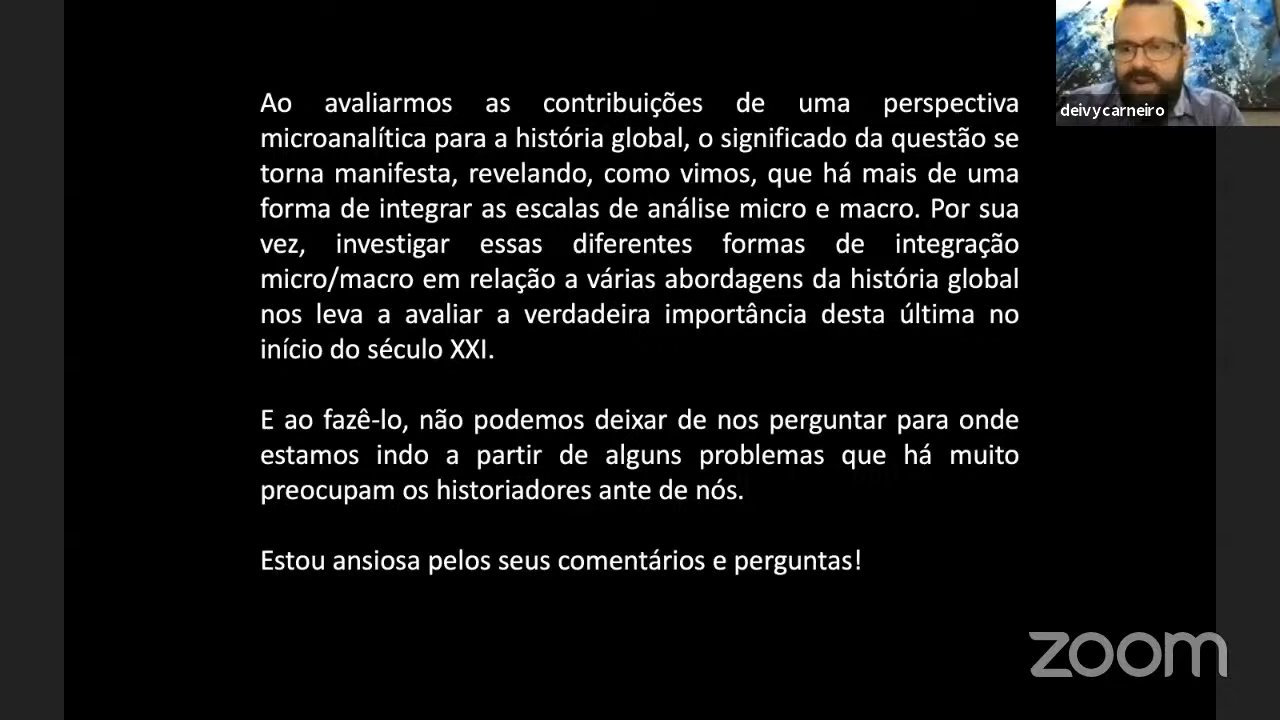 deivycarneiro
Ao avaliarmos as contribuições de uma perspectiva
microanalítica para a história global, o significado da questão se
torna manifesta, revelando, como vimos, que há mais de uma
forma de integrar as escalas de análise micro e macro. Por sua
vez, investigar essas diferentes formas de integração
micro/macro em relação a várias abordagens da história global
nos leva a avaliar a verdadeira importância desta última no
início do século XXI.
E ao fazê-lo, não podemos deixar de nos perguntar para onde
estamos indo a partir de alguns problemas que há muito
preocupam os historiadores ante de nós.
Estou ansiosa pelos seus comentários e perguntas!
zoom